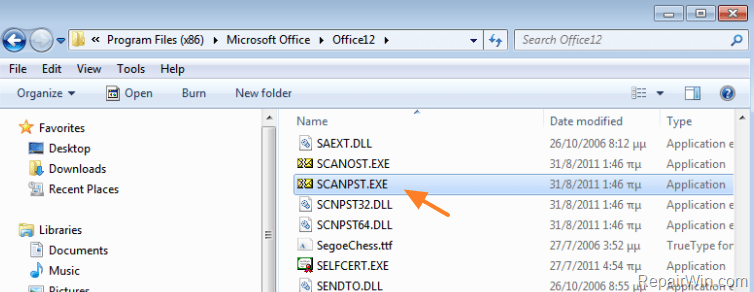 « Program Files (x86) ▸ Microsoft Office ▸ Office12 ▸ Search Office12
File Edit View Tools Help
Organize ▾ Open Burn New folder
Name Date modified Type
Favorites
Desktop
Downloads
Recent Places
Libraries
Documents
Music
Pictures
SAEXT.DLL 26/10/2006 8:12 μμ Application e
SCANOST.EXE 31/8/2011 1:46 πμ Application
SCANPST.EXE 31/8/2011 1:46 πμ Application
SCNPST32.DLL 31/8/2011 1:46 πμ Application e
SCNPST64.DLL 31/8/2011 1:46 πμ Application e
SegoeChess.ttf 27/7/2006 3:52 μμ TrueType fon
SELFCERT.EXE 27/7/2011 4:54 πμ Application
SENDTO.DLL 26/10/2006 8:55 μμ Application e
RepairWin.com